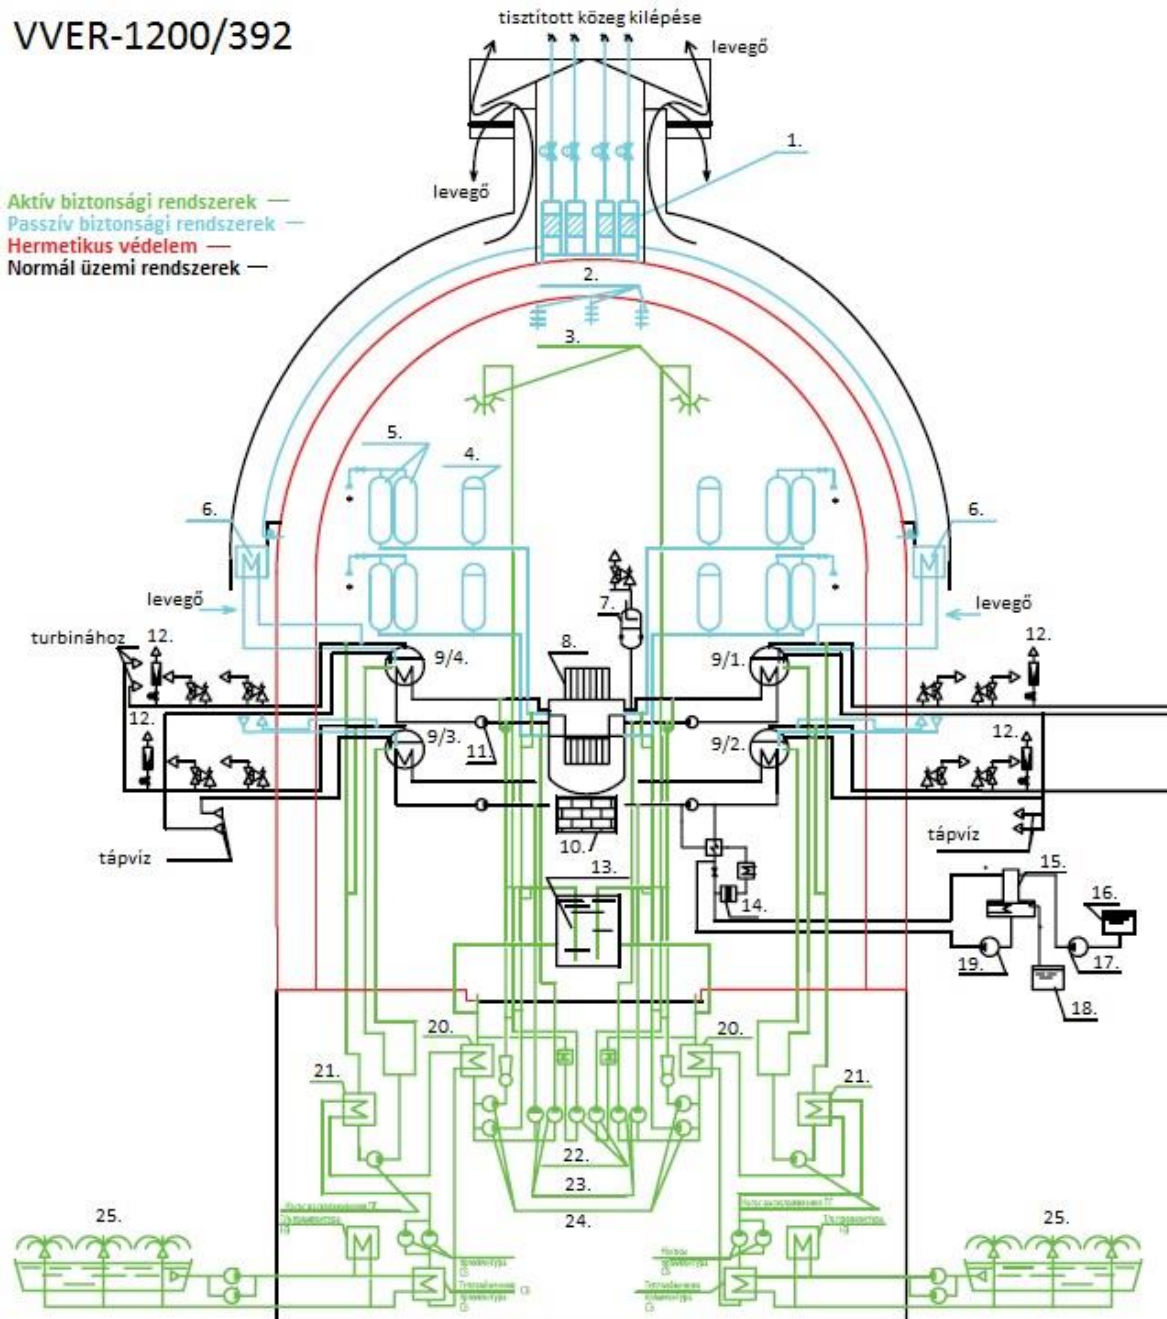 VVER-1200/392
tisztított közeg kilépése
levegő
1.
levegő
Aktív biztonsági rendszerek
Passzív biztonsági rendszerek
Hermetikus védelem
Normál üzemi rendszerek
2.
3.
5.
4.
6.
6.
levegő
7.
levegő
turbinához
12.
8.
12.
9/4.
9/1.
12.
9/3.
11.
9/2.
12.
tápvíz
10.
tápvíz
13.
14.
15.
16.
19.
17.
18.
20.
20.
21.
21.
22.
23.
24.
25.
25.